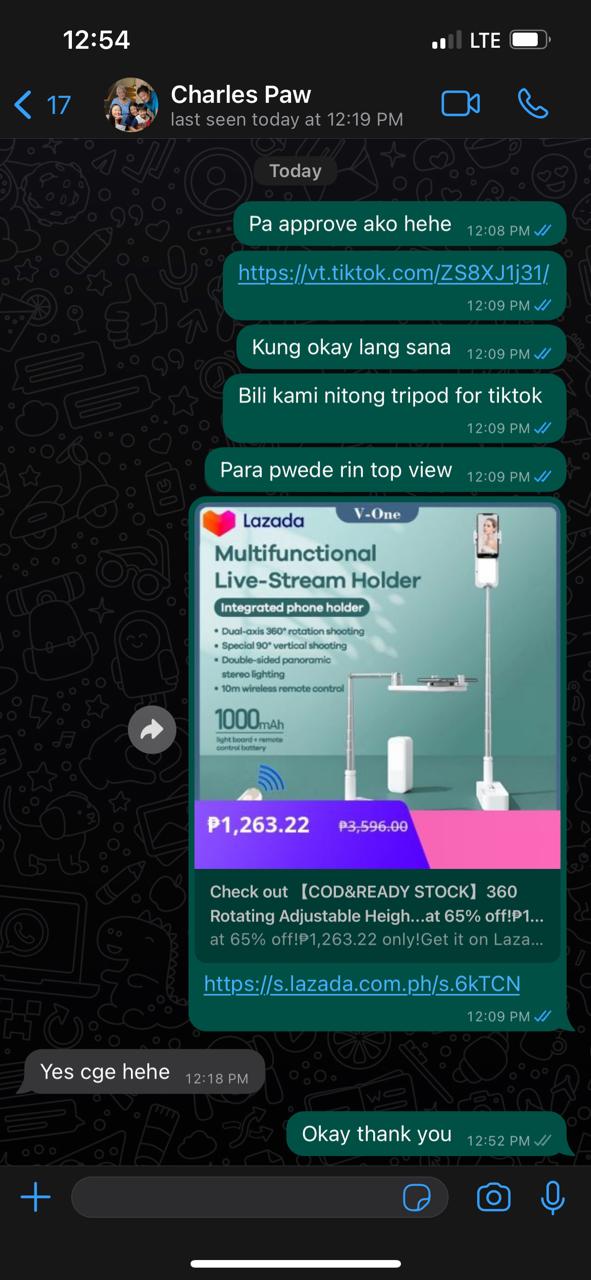 12:54
LTE
17
Charles Paw
last seen today at 12:19 PM
Today
Pa approve ako hehe 12:08 PM
https://vt.tiktok.com/ZS8XJ1j31/
12:09 PM
Kung okay lang sana 12:09 PM
Bili kami nitong tripod for tiktok
12:09 PM
Para pwede rin top view 12:09 PM
Lazada
V-One
Multifunctional
Live-Stream Holder
Integrated phone holder
• Dual-axis 360° rotation shooting
• Special 90° vertical shooting
• Double-sided panoramic
stereo lighting
• 10m wireless remote control
1000mAh
light board + remote
control battery
₱1,263.22 ₱3,596.00
Check out 【COD&READY STOCK】360
Rotating Adjustable Heigh...at 65% off!₱1...
at 65% off!₱1,263.22 only!Get it on Laza...
https://s.lazada.com.ph/s.6kTCN
12:09 PM
Yes cge hehe 12:18 PM
Okay thank you 12:52 PM